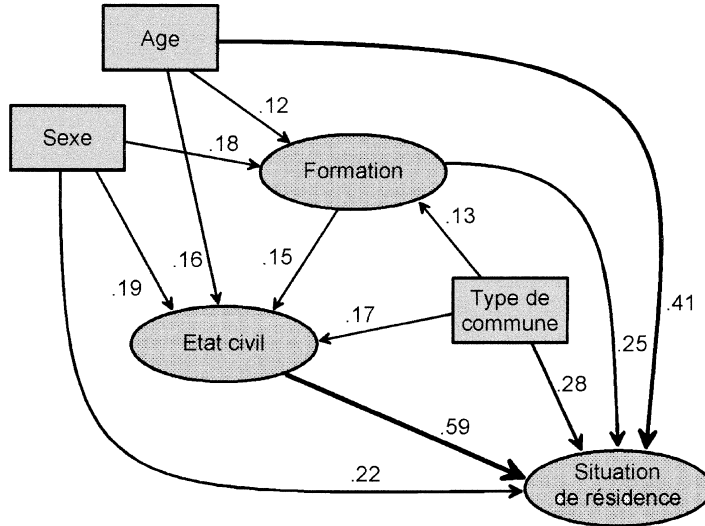 Age
.12
Sexe
.18
Formation
.13
.19
.16
.15
Type de
commune
.17
.41
Etat civil
.25
.28
.59
.22
Situation
de résidence